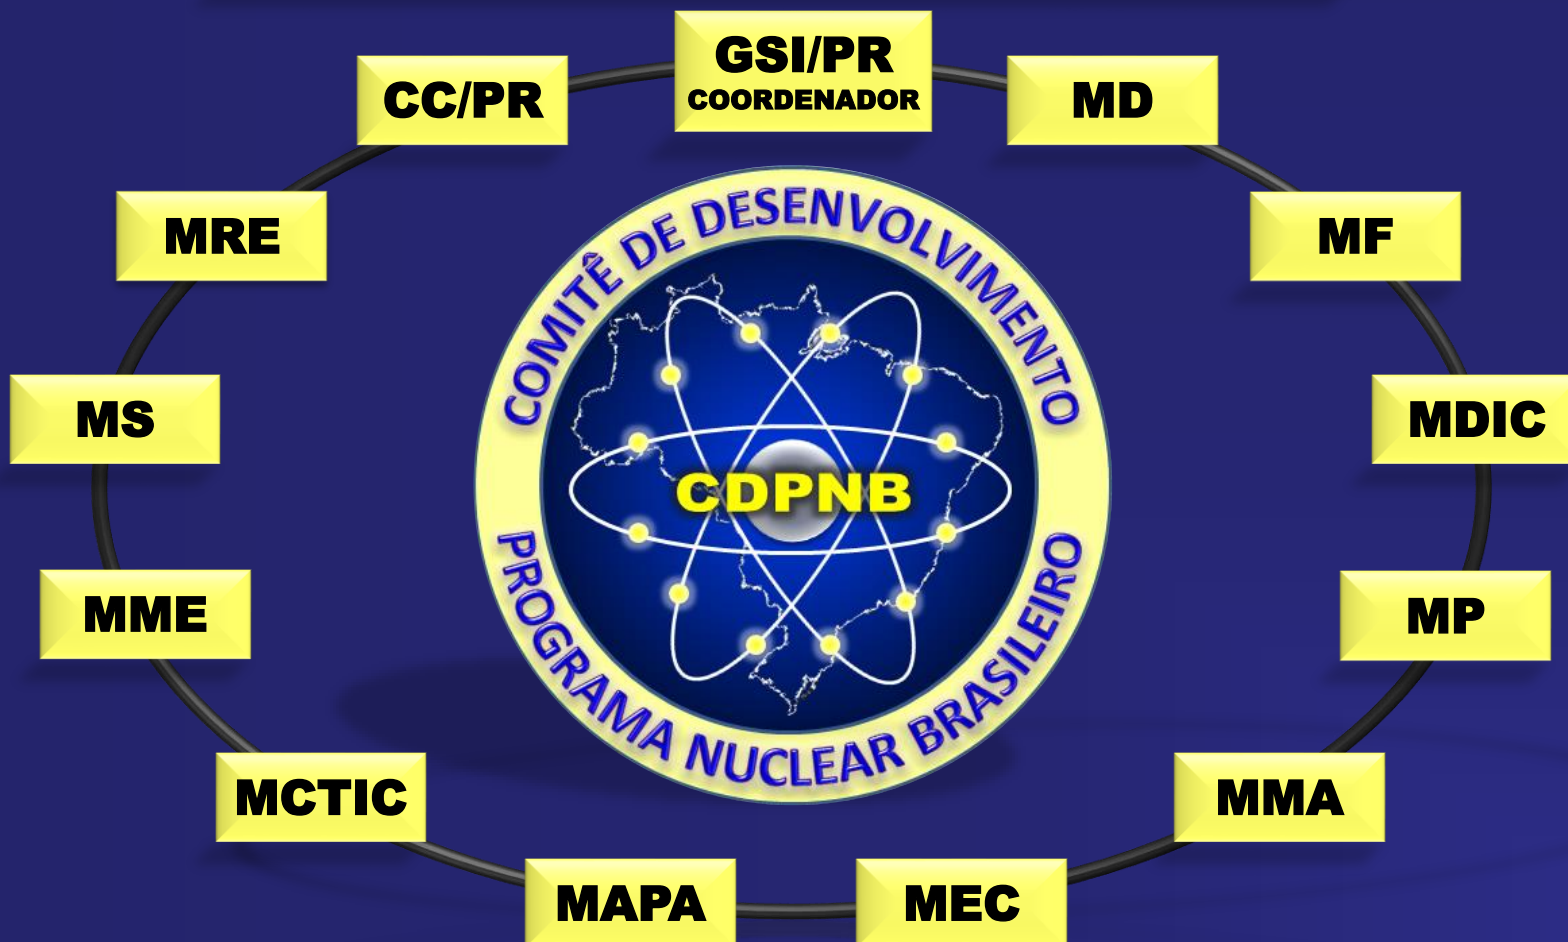 GSI/PR
COORDENADOR
CC/PR
MD
MRE
MF
MS
MDIC
MME
MP
MCTIC
MMA
MAPA
MEC
COMITÊ DE DESENVOLVIMENTO
CDPNB
PROGRAMA NUCLEAR BRASILEIRO